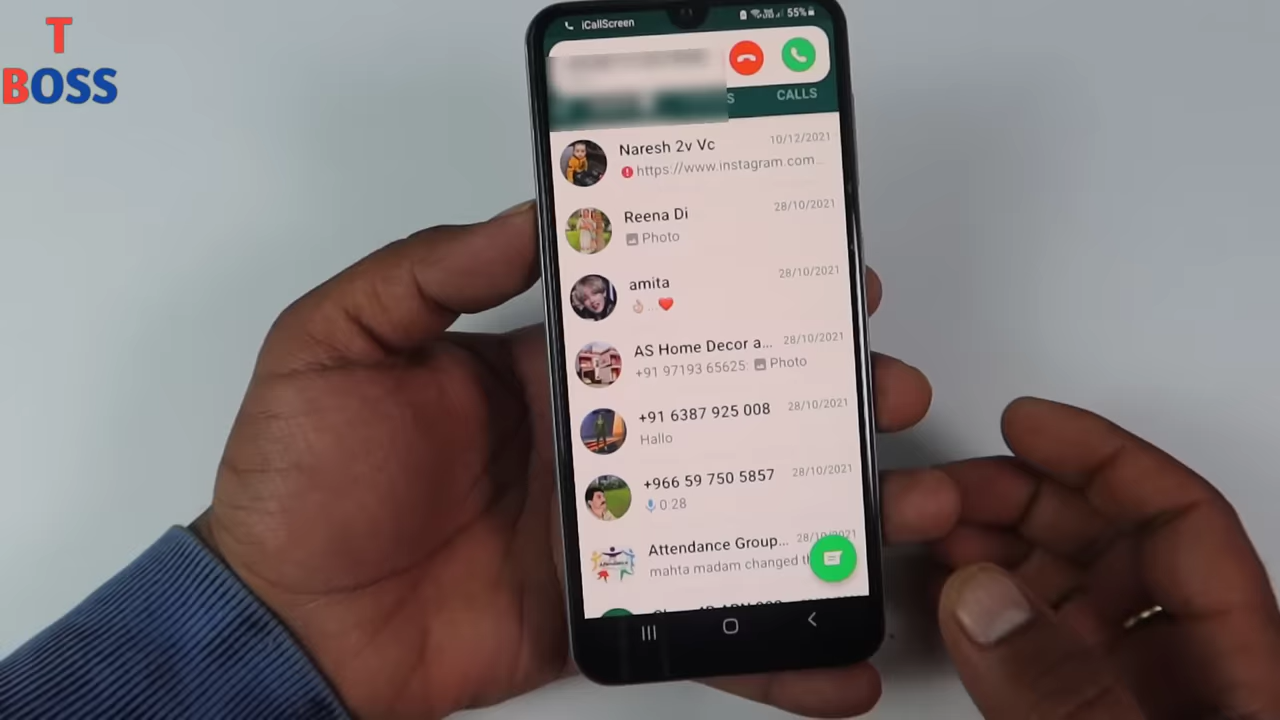 T
BOSS
iCallScreen
55%
S CALLS
Naresh 2v Vc 10/12/2021
https://www.instagram.com...
Reena Di 28/10/2021
Photo
amita 28/10/2021
...
AS Home Decor a... 28/10/2021
+91 97193 65625: Photo
+91 6387 925 008 28/10/2021
Hallo
+966 59 750 5857 28/10/2021
0:28
Attendance Group... 28/10/2021
mahta madam changed th